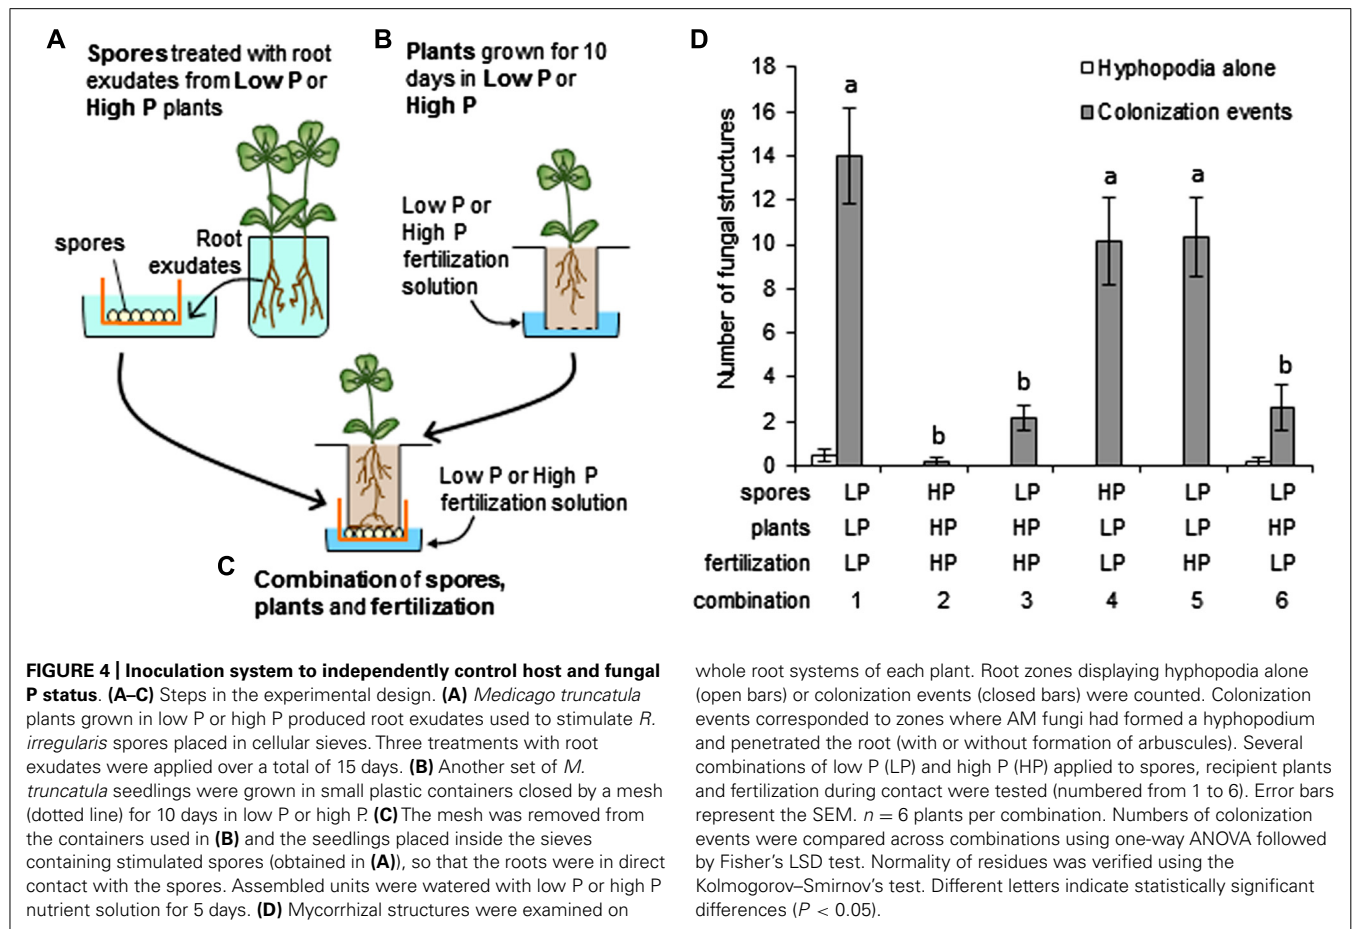 A
Spores treated with root
exudates from Low P or
High P plants
spores
Root
exudates
B
Plants grown for 10
days in Low P or
High P
Low P or
High P
fertilization
solution
Low P or High P
fertilization solution
C
Combination of spores,
plants and fertilization
D
Number of fungal structures
18
16
14
12
10
8
6
4
2
0
Hyphopodia alone
Colonization events
a
b
b
a
a
b
spores LP HP LP HP LP LP
plants LP HP HP LP LP HP
fertilization LP HP HP LP HP LP
combination 1 2 3 4 5 6
FIGURE 4 | Inoculation system to independently control host and fungal
P status. (A–C) Steps in the experimental design. (A) Medicago truncatula
plants grown in low P or high P produced root exudates used to stimulate R.
irregularis spores placed in cellular sieves. Three treatments with root
exudates were applied over a total of 15 days. (B) Another set of M.
truncatula seedlings were grown in small plastic containers closed by a mesh
(dotted line) for 10 days in low P or high P. (C) The mesh was removed from
the containers used in (B) and the seedlings placed inside the sieves
containing stimulated spores (obtained in (A)), so that the roots were in direct
contact with the spores. Assembled units were watered with low P or high P
nutrient solution for 5 days. (D) Mycorrhizal structures were examined on
whole root systems of each plant. Root zones displaying hyphopodia alone
(open bars) or colonization events (closed bars) were counted. Colonization
events corresponded to zones where AM fungi had formed a hyphopodium
and penetrated the root (with or without formation of arbuscules). Several
combinations of low P (LP) and high P (HP) applied to spores, recipient plants
and fertilization during contact were tested (numbered from 1 to 6). Error bars
represent the SEM. n = 6 plants per combination. Numbers of colonization
events were compared across combinations using one-way ANOVA followed
by Fisher's LSD test. Normality of residues was verified using the
Kolmogorov–Smirnov's test. Different letters indicate statistically significant
differences (P < 0.05).